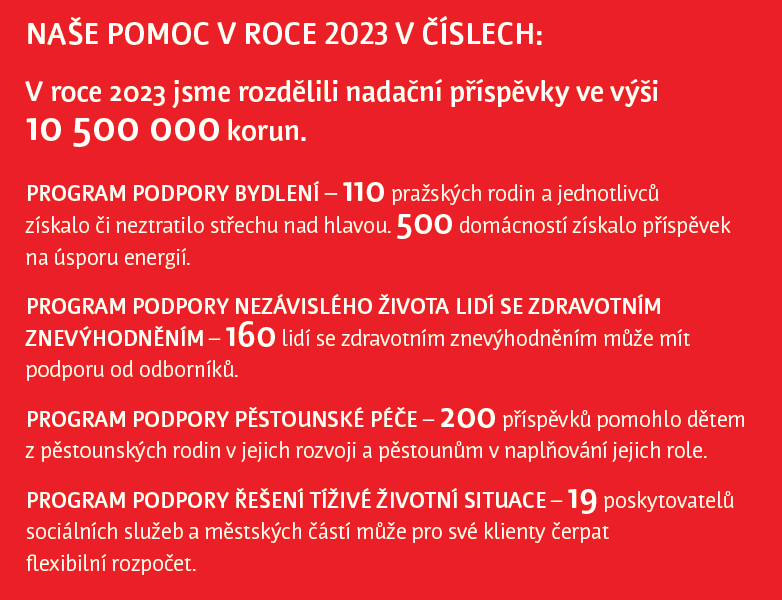 NAŠE POMOC V ROCE 2023 V ČÍSLECH:
V roce 2023 jsme rozdělili nadační příspěvky ve výši
10 500 000 korun.
PROGRAM PODPORY BYDLENÍ – 110 pražských rodin a jednotlivců
získalo či neztratilo střechu nad hlavou. 500 domácností získalo příspěvek
na úsporu energií.
PROGRAM PODPORY NEZÁVISLÉHO ŽIVOTA LIDÍ SE ZDRAVOTNÍM
ZNEVÝHODNĚNÍM – 160 lidí se zdravotním znevýhodněním může mít
podporu od odborníků.
PROGRAM PODPORY PĚSTOUNSKÉ PÉČE – 200 příspěvků pomohlo dětem
z pěstounských rodin v jejich rozvoji a pěstounům v naplňování jejich role.
PROGRAM PODPORY ŘEŠENÍ TÍŽIVÉ ŽIVOTNÍ SITUACE – 19 poskytovatelů
sociálních služeb a městských částí může pro své klienty čerpat
flexibilní rozpočet.